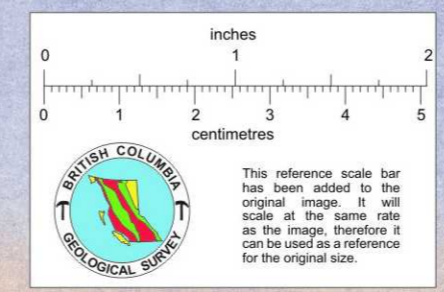 inches
0 1 2
0 1 2 3 4 5
centimetres
BRITISH COLUMBIA
GEOLOGICAL SURVEY
This reference scale bar
has been added to the
original image. It will
scale at the same rate
as the image, therefore it
can be used as a reference
for the original size.